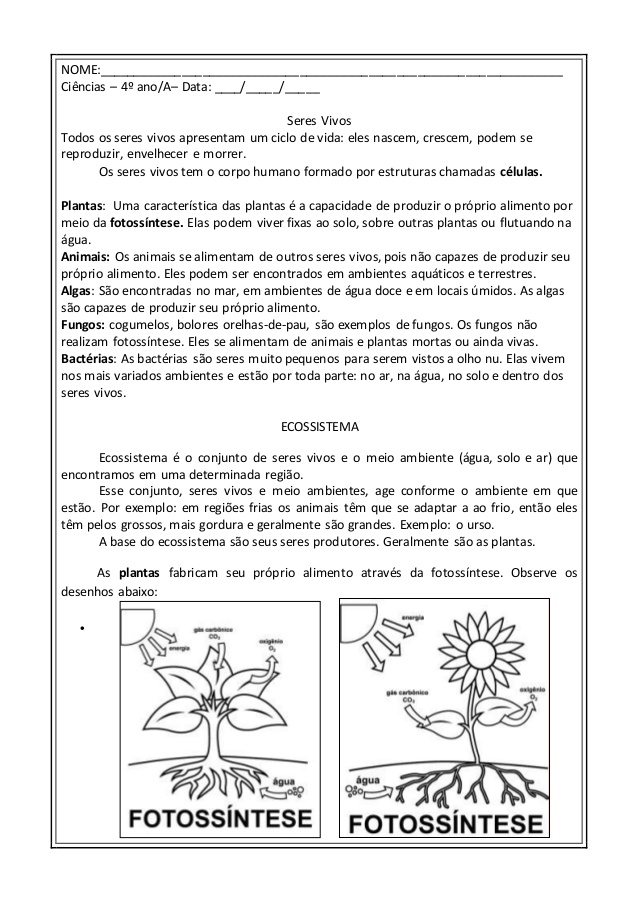 NOME:___________________________________________________________________
Ciências – 4º ano/A– Data: ____/_____/_____
Seres Vivos
Todos os seres vivos apresentam um ciclo de vida: eles nascem, crescem, podem se
reproduzir, envelhecer e morrer.
Os seres vivos tem o corpo humano formado por estruturas chamadas células.
Plantas: Uma característica das plantas é a capacidade de produzir o próprio alimento por
meio da fotossíntese. Elas podem viver fixas ao solo, sobre outras plantas ou flutuando na
água.
Animais: Os animais se alimentam de outros seres vivos, pois não capazes de produzir seu
próprio alimento. Eles podem ser encontrados em ambientes aquáticos e terrestres.
Algas: São encontradas no mar, em ambientes de água doce e em locais úmidos. As algas
são capazes de produzir seu próprio alimento.
Fungos: cogumelos, bolores orelhas-de-pau, são exemplos de fungos. Os fungos não
realizam fotossíntese. Eles se alimentam de animais e plantas mortas ou ainda vivas.
Bactérias: As bactérias são seres muito pequenos para serem vistos a olho nu. Elas vivem
nos mais variados ambientes e estão por toda parte: no ar, na água, no solo e dentro dos
seres vivos.
ECOSSISTEMA
Ecossistema é o conjunto de seres vivos e o meio ambiente (água, solo e ar) que
encontramos em uma determinada região.
Esse conjunto, seres vivos e meio ambientes, age conforme o ambiente em que
estão. Por exemplo: em regiões frias os animais têm que se adaptar a ao frio, então eles
têm pelos grossos, mais gordura e geralmente são grandes. Exemplo: o urso.
A base do ecossistema são seus seres produtores. Geralmente são as plantas.
As plantas fabricam seu próprio alimento através da fotossíntese. Observe os
desenhos abaixo:
gás carbônico
CO₂
energia
oxigênio
O₂
água
FOTOSSÍNTESE
energia
gás carbônico
CO₂
oxigênio
O₂
água
FOTOSSÍNTESE